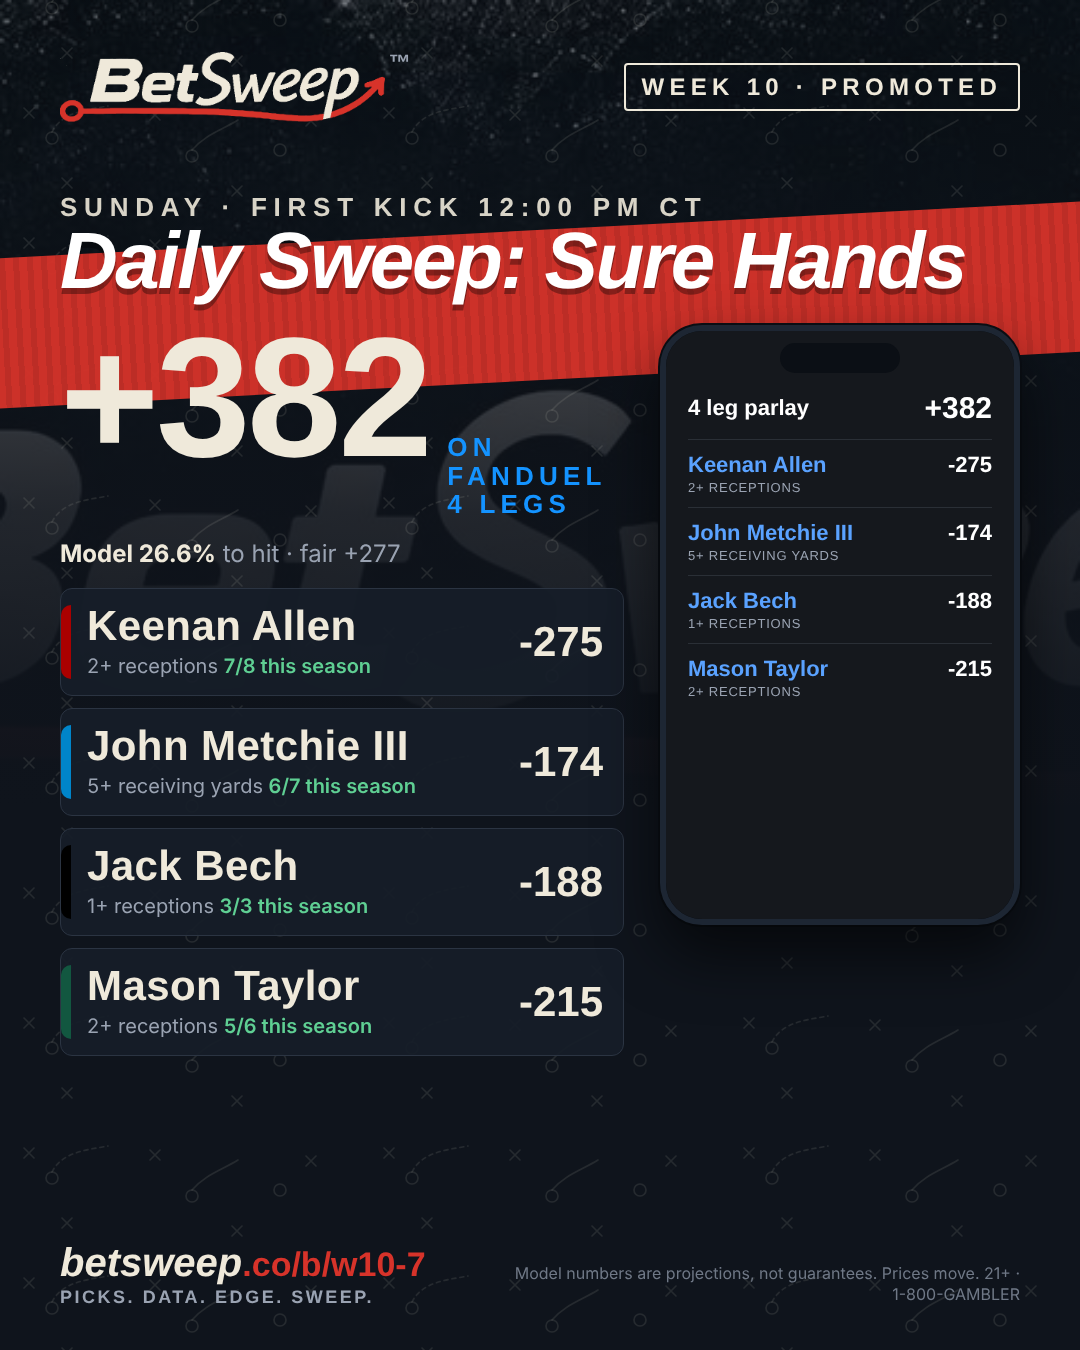 BetSweep™
WEEK 10 · PROMOTED
SUNDAY · FIRST KICK 12:00 PM CT
Daily Sweep: Sure Hands
+382
ON
FANDUEL
4 LEGS
Model 26.6% to hit · fair +277
Keenan Allen
2+ receptions 7/8 this season
-275
John Metchie III
5+ receiving yards 6/7 this season
-174
Jack Bech
1+ receptions 3/3 this season
-188
Mason Taylor
2+ receptions 5/6 this season
-215
4 leg parlay +382
Keenan Allen -275
2+ RECEPTIONS
John Metchie III -174
5+ RECEIVING YARDS
Jack Bech -188
1+ RECEPTIONS
Mason Taylor -215
2+ RECEPTIONS
betsweep.co/b/w10-7
PICKS. DATA. EDGE. SWEEP.
Model numbers are projections, not guarantees. Prices move. 21+ ·
1-800-GAMBLER